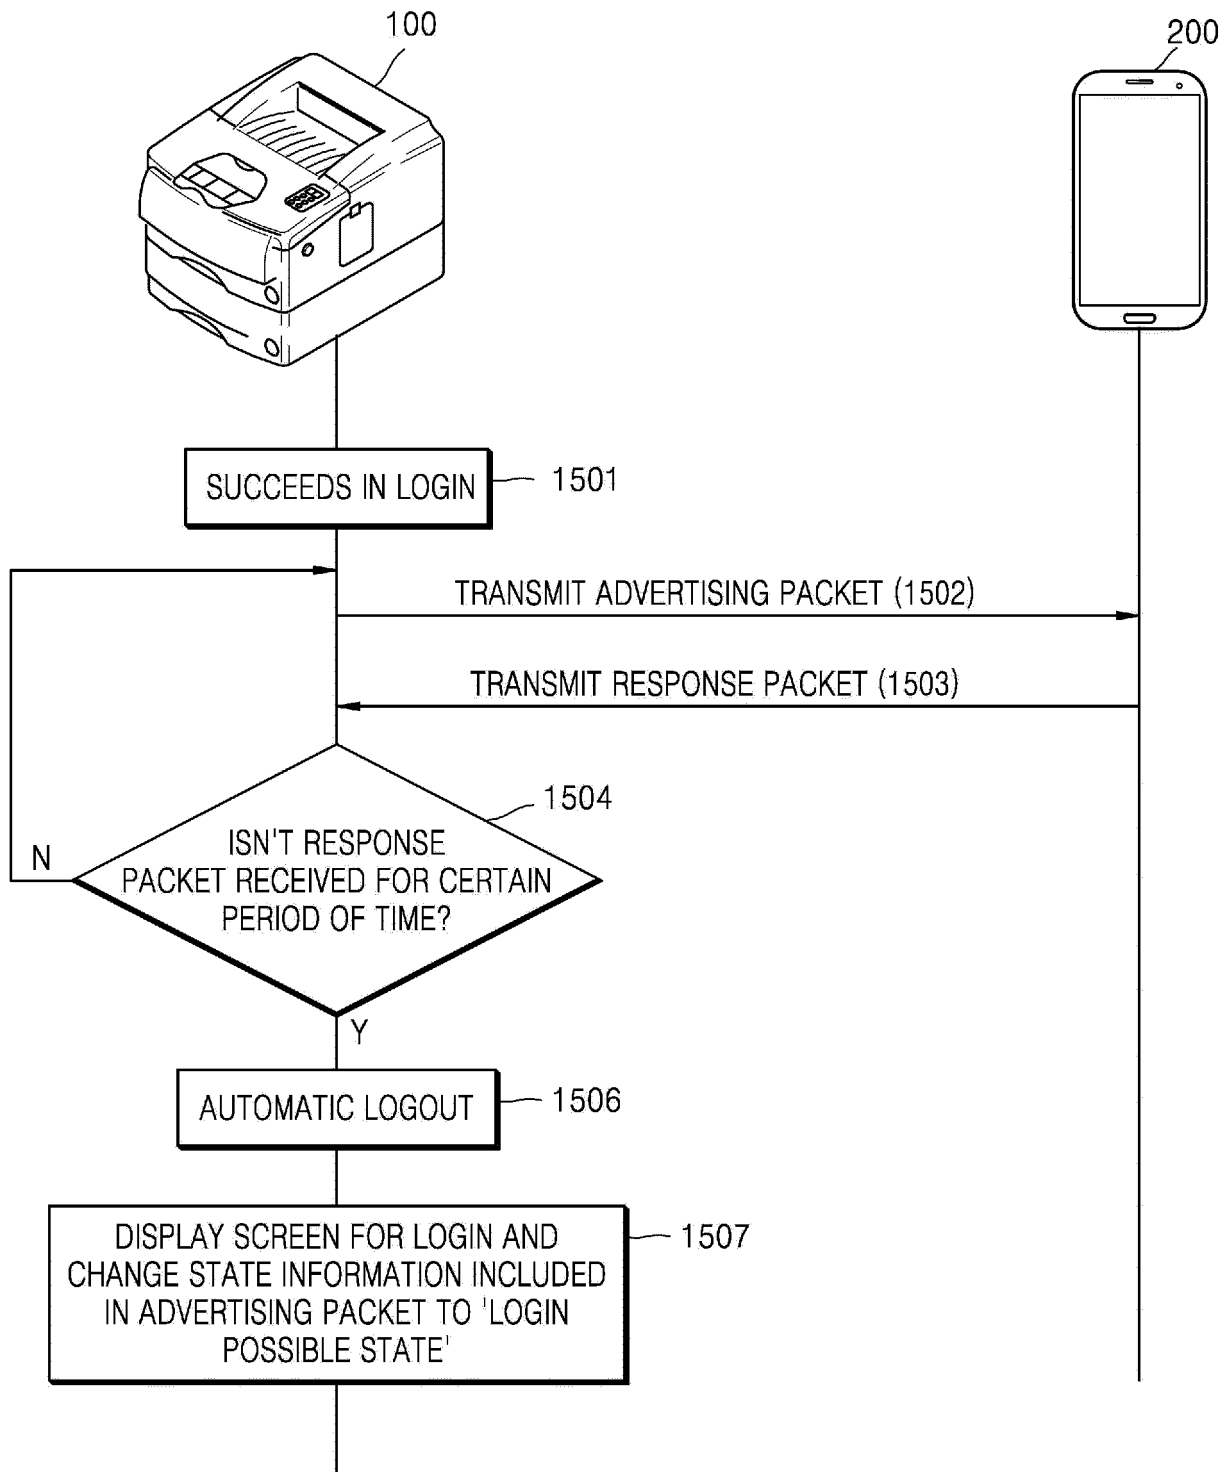 100
200
SUCCEEDS IN LOGIN
1501
TRANSMIT ADVERTISING PACKET (1502)
TRANSMIT RESPONSE PACKET (1503)
1504
ISN'T RESPONSE
PACKET RECEIVED FOR CERTAIN
PERIOD OF TIME?
N
Y
AUTOMATIC LOGOUT
1506
DISPLAY SCREEN FOR LOGIN AND
CHANGE STATE INFORMATION INCLUDED
IN ADVERTISING PACKET TO 'LOGIN
POSSIBLE STATE'
1507